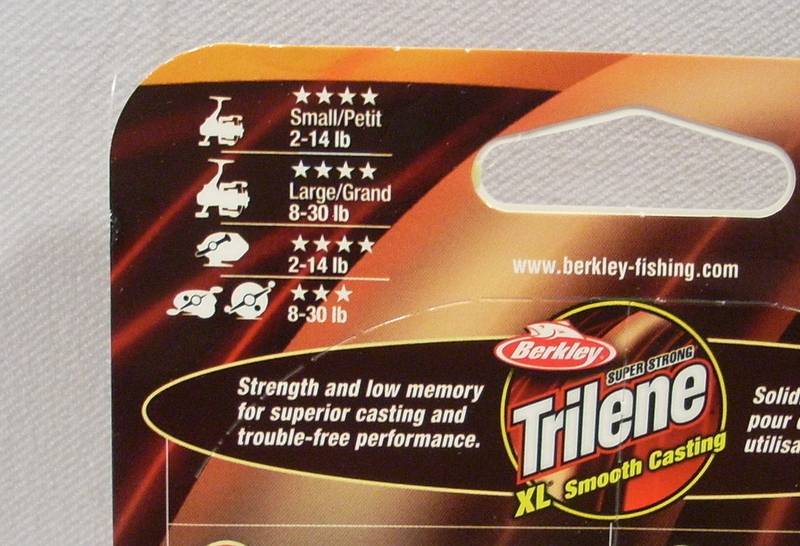 ★★★★
Small/Petit
2-14 lb
★★★★
Large/Grand
8-30 lb
★★★★
2-14 lb
★★★
8-30 lb
www.berkley-fishing.com
Strength and low memory
for superior casting and
trouble-free performance.
Berkley
SUPER STRONG
Trilene
XL Smooth Casting
Solid
pour
utilisa